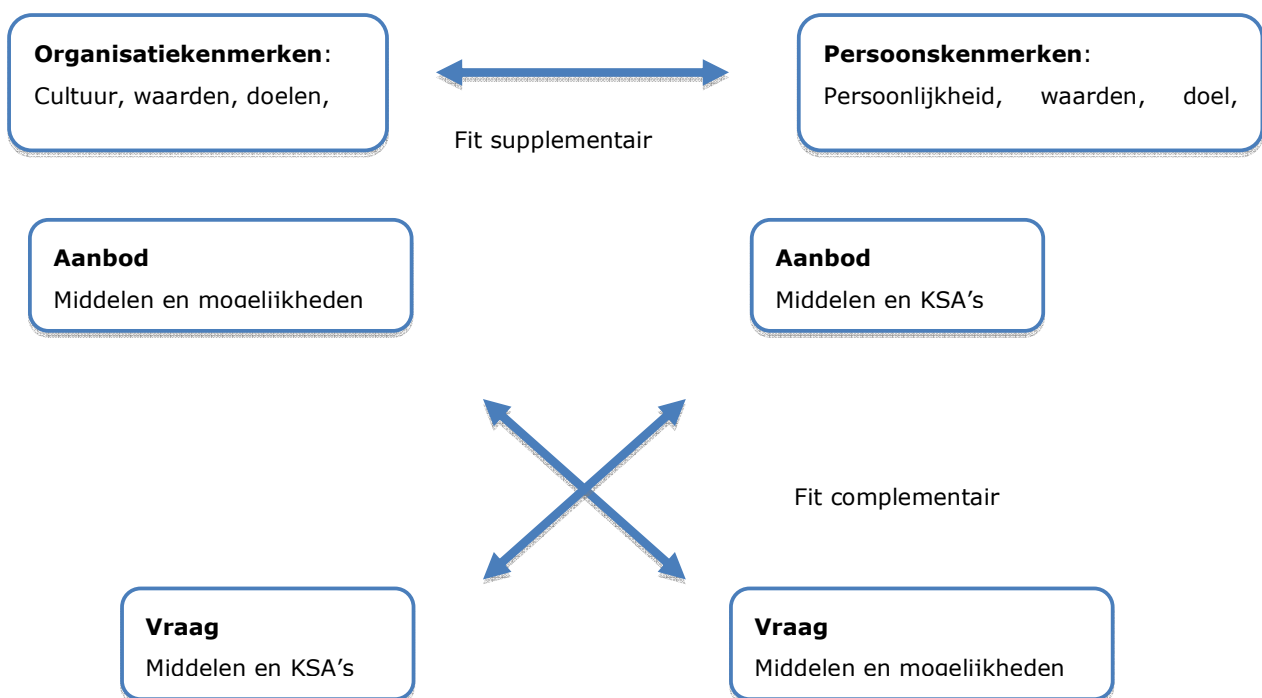 Organisatiekenmerken:
Cultuur, waarden, doelen,
Persoonskenmerken:
Persoonlijkheid, waarden, doel,
Fit supplementair
Aanbod
Middelen en mogelijkheden
Aanbod
Middelen en KSA's
Fit complementair
Vraag
Middelen en KSA's
Vraag
Middelen en mogelijkheden